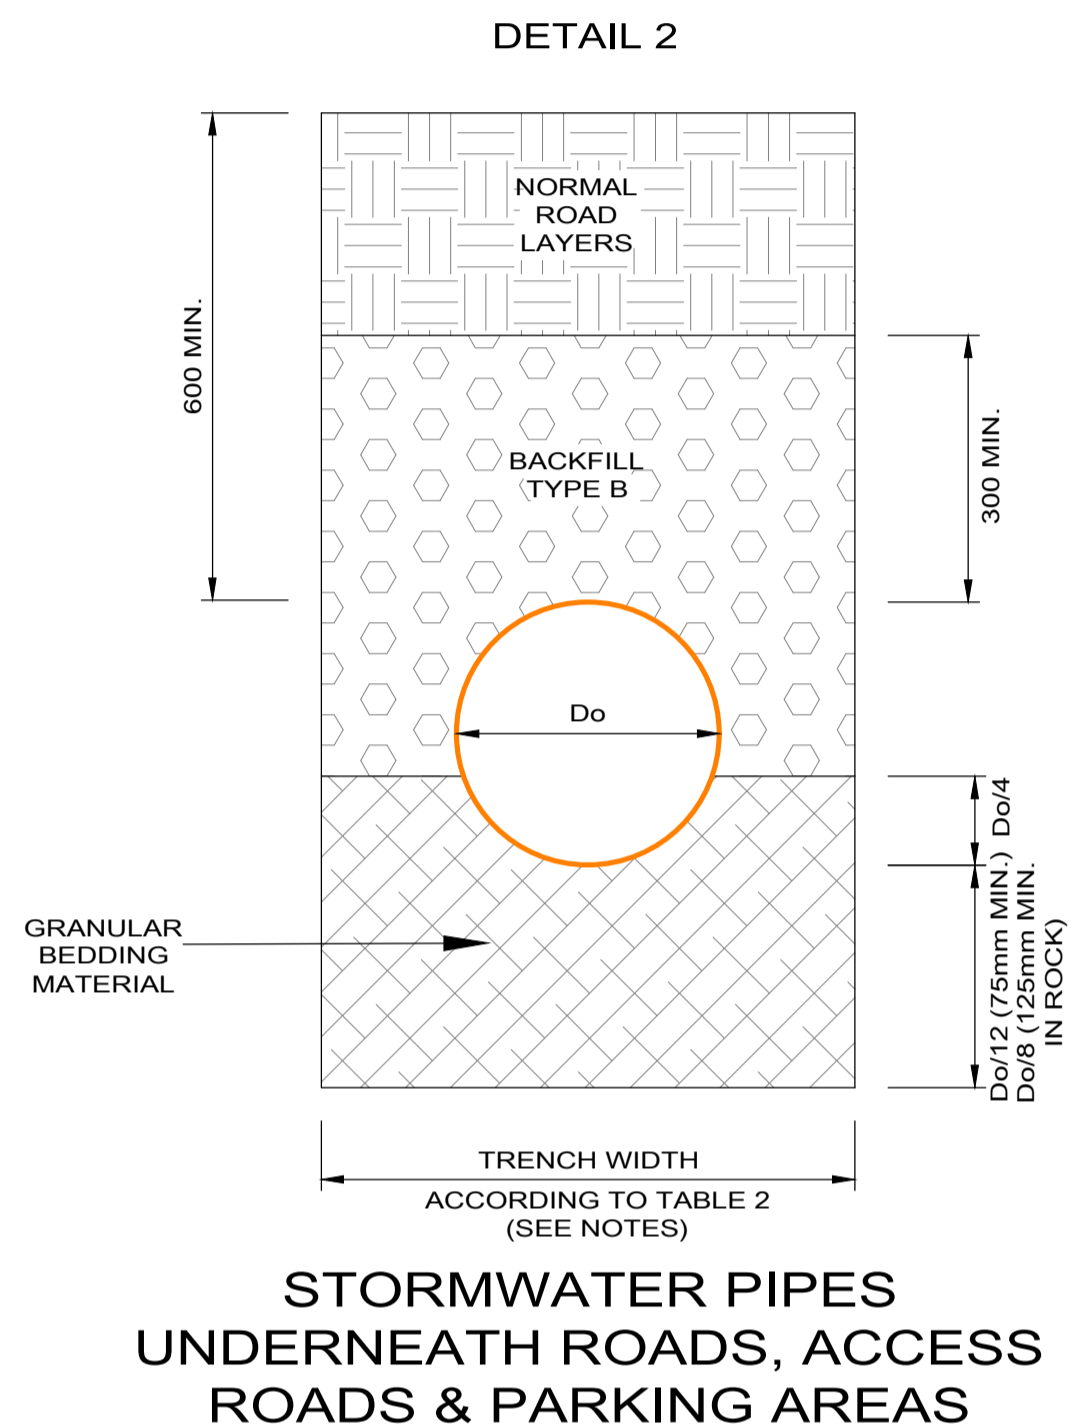 DETAIL 2
NORMAL
ROAD
LAYERS
600 MIN.
BACKFILL
TYPE B
300 MIN.
Do
Do/4
GRANULAR
BEDDING
MATERIAL
Do/12 (75mm MIN.)
Do/8 (125mm MIN.
IN ROCK)
TRENCH WIDTH
ACCORDING TO TABLE 2
(SEE NOTES)
STORMWATER PIPES
UNDERNEATH ROADS, ACCESS
ROADS & PARKING AREAS